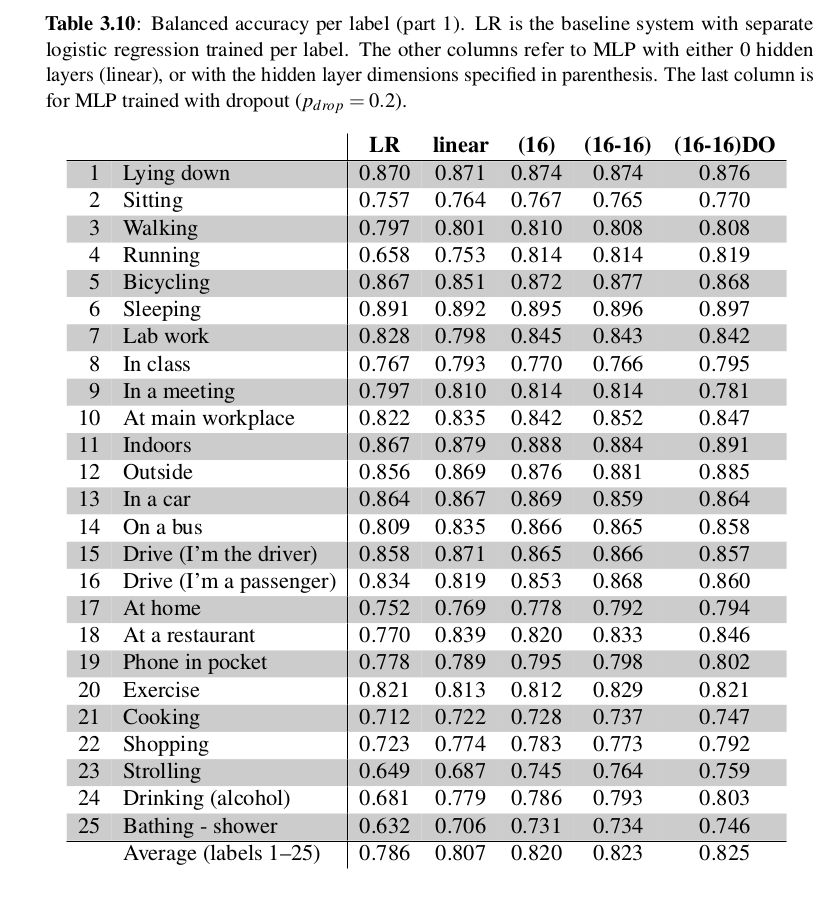 Table 3.10: Balanced accuracy per label (part 1). LR is the baseline system with separate
logistic regression trained per label. The other columns refer to MLP with either 0 hidden
layers (linear), or with the hidden layer dimensions specified in parenthesis. The last column is
for MLP trained with dropout (pdrop = 0.2).
LR linear (16) (16-16) (16-16)DO
1 Lying down 0.870 0.871 0.874 0.874 0.876
2 Sitting 0.757 0.764 0.767 0.765 0.770
3 Walking 0.797 0.801 0.810 0.808 0.808
4 Running 0.658 0.753 0.814 0.814 0.819
5 Bicycling 0.867 0.851 0.872 0.877 0.868
6 Sleeping 0.891 0.892 0.895 0.896 0.897
7 Lab work 0.828 0.798 0.845 0.843 0.842
8 In class 0.767 0.793 0.770 0.766 0.795
9 In a meeting 0.797 0.810 0.814 0.814 0.781
10 At main workplace 0.822 0.835 0.842 0.852 0.847
11 Indoors 0.867 0.879 0.888 0.884 0.891
12 Outside 0.856 0.869 0.876 0.881 0.885
13 In a car 0.864 0.867 0.869 0.859 0.864
14 On a bus 0.809 0.835 0.866 0.865 0.858
15 Drive (I'm the driver) 0.858 0.871 0.865 0.866 0.857
16 Drive (I'm a passenger) 0.834 0.819 0.853 0.868 0.860
17 At home 0.752 0.769 0.778 0.792 0.794
18 At a restaurant 0.770 0.839 0.820 0.833 0.846
19 Phone in pocket 0.778 0.789 0.795 0.798 0.802
20 Exercise 0.821 0.813 0.812 0.829 0.821
21 Cooking 0.712 0.722 0.728 0.737 0.747
22 Shopping 0.723 0.774 0.783 0.773 0.792
23 Strolling 0.649 0.687 0.745 0.764 0.759
24 Drinking (alcohol) 0.681 0.779 0.786 0.793 0.803
25 Bathing - shower 0.632 0.706 0.731 0.734 0.746
Average (labels 1–25) 0.786 0.807 0.820 0.823 0.825